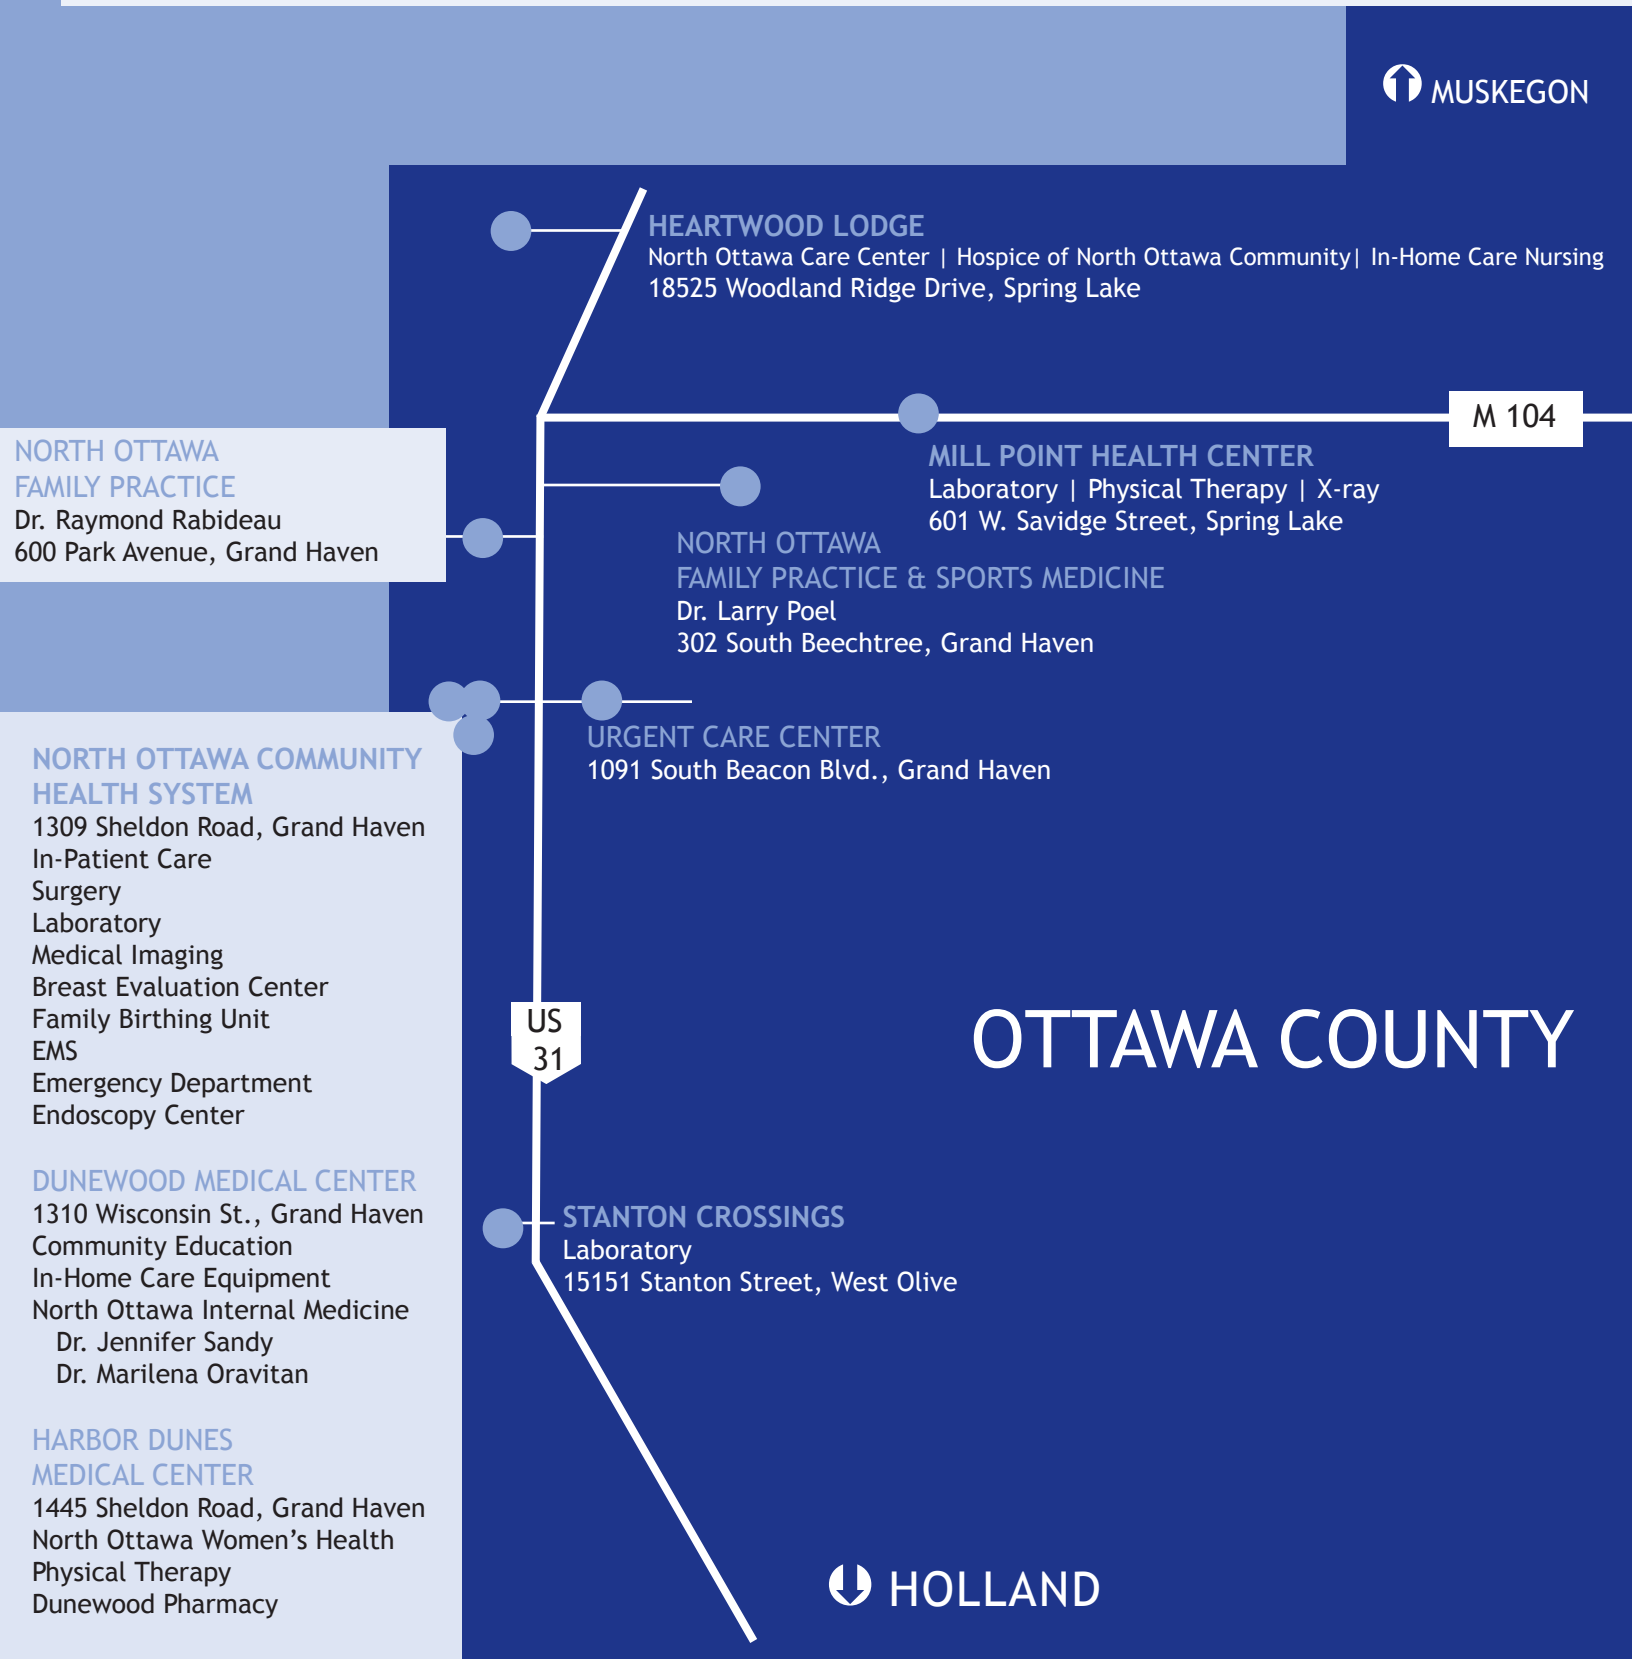 MUSKEGON
HEARTWOOD LODGE
North Ottawa Care Center | Hospice of North Ottawa Community| In-Home Care Nursing
18525 Woodland Ridge Drive, Spring Lake
M 104
MILL POINT HEALTH CENTER
Laboratory | Physical Therapy | X-ray
601 W. Savidge Street, Spring Lake
NORTH OTTAWA
FAMILY PRACTICE
Dr. Raymond Rabideau
600 Park Avenue, Grand Haven
NORTH OTTAWA
FAMILY PRACTICE & SPORTS MEDICINE
Dr. Larry Poel
302 South Beechtree, Grand Haven
URGENT CARE CENTER
1091 South Beacon Blvd., Grand Haven
NORTH OTTAWA COMMUNITY
HEALTH SYSTEM
1309 Sheldon Road, Grand Haven
In-Patient Care
Surgery
Laboratory
Medical Imaging
Breast Evaluation Center
Family Birthing Unit
EMS
Emergency Department
Endoscopy Center
DUNEWOOD MEDICAL CENTER
1310 Wisconsin St., Grand Haven
Community Education
In-Home Care Equipment
North Ottawa Internal Medicine
Dr. Jennifer Sandy
Dr. Marilena Oravitan
HARBOR DUNES
MEDICAL CENTER
1445 Sheldon Road, Grand Haven
North Ottawa Women’s Health
Physical Therapy
Dunewood Pharmacy
US
31
OTTAWA COUNTY
STANTON CROSSINGS
Laboratory
15151 Stanton Street, West Olive
HOLLAND